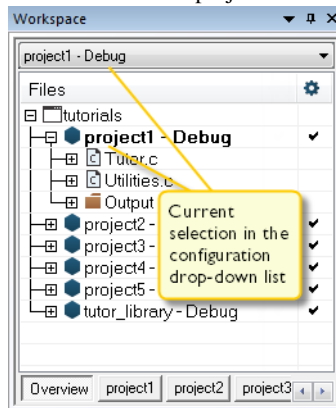 Workspace
project1 - Debug
Files
tutorials
project1 - Debug
Tutor.c
Utilities.c
Output
project2 -
project3 -
project4 -
project5 -
tutor_library - Debug
Current
selection in the
configuration
drop-down list
Overview project1 project2 project3